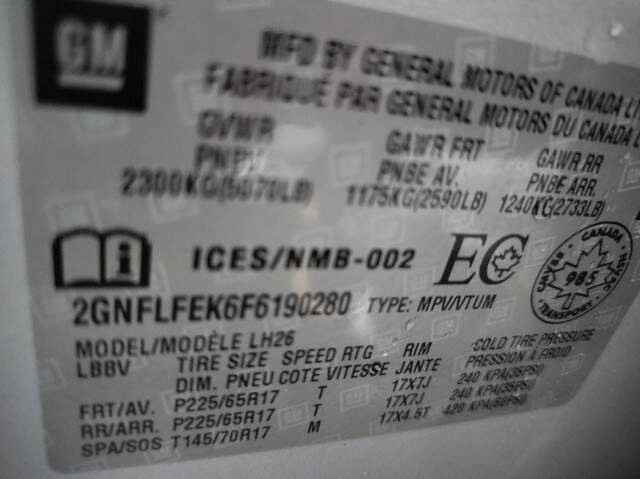 GM
MFD BY GENERAL MOTORS OF CANADA
FABRIQUÉ PAR GENERAL MOTORS DU CANADA
GVWR GAWR FRT GAWR RR
PNBV PNBE AV. PNBE ARR.
2300KG(5070LB) 1175KG(2590LB) 1240KG(2733LB)
ICES/NMB-002 EC CANADA 985
2GNFLFEK6F6190280 TYPE: MPV/VTUM
MODEL/MODÈLE LH26
LBBV TIRE SIZE SPEED RTG RIM COLD TIRE PRESSURE
DIM. PNEU COTE VITESSE JANTE PRESSION A FROID
FRT/AV. P225/65R17 T 17X7J 240 KPA(35PSI)
RR/ARR. P225/65R17 T 17X7J 240 KPA(35PSI)
SPA/SOS T145/70R17 M 17X4.5T 420 KPA(60PSI)